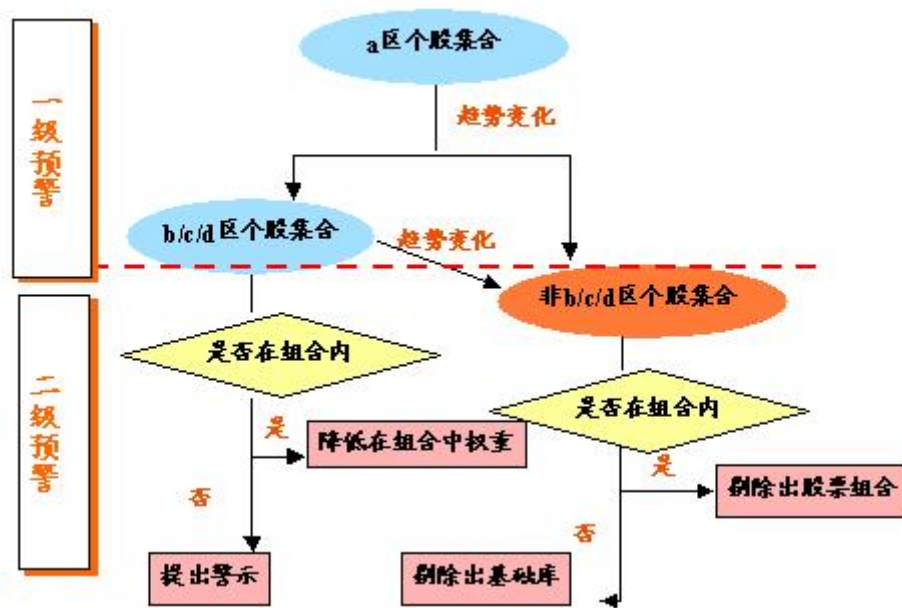 a区个股集合
一级预警
趋势变化
b/c/d区个股集合
趋势变化
非b/c/d区个股集合
是否在组合内
二级预警
是否在组合内
是
降低在组合中权重
是
剔除出股票组合
否
否
提出警示
剔除出基础库